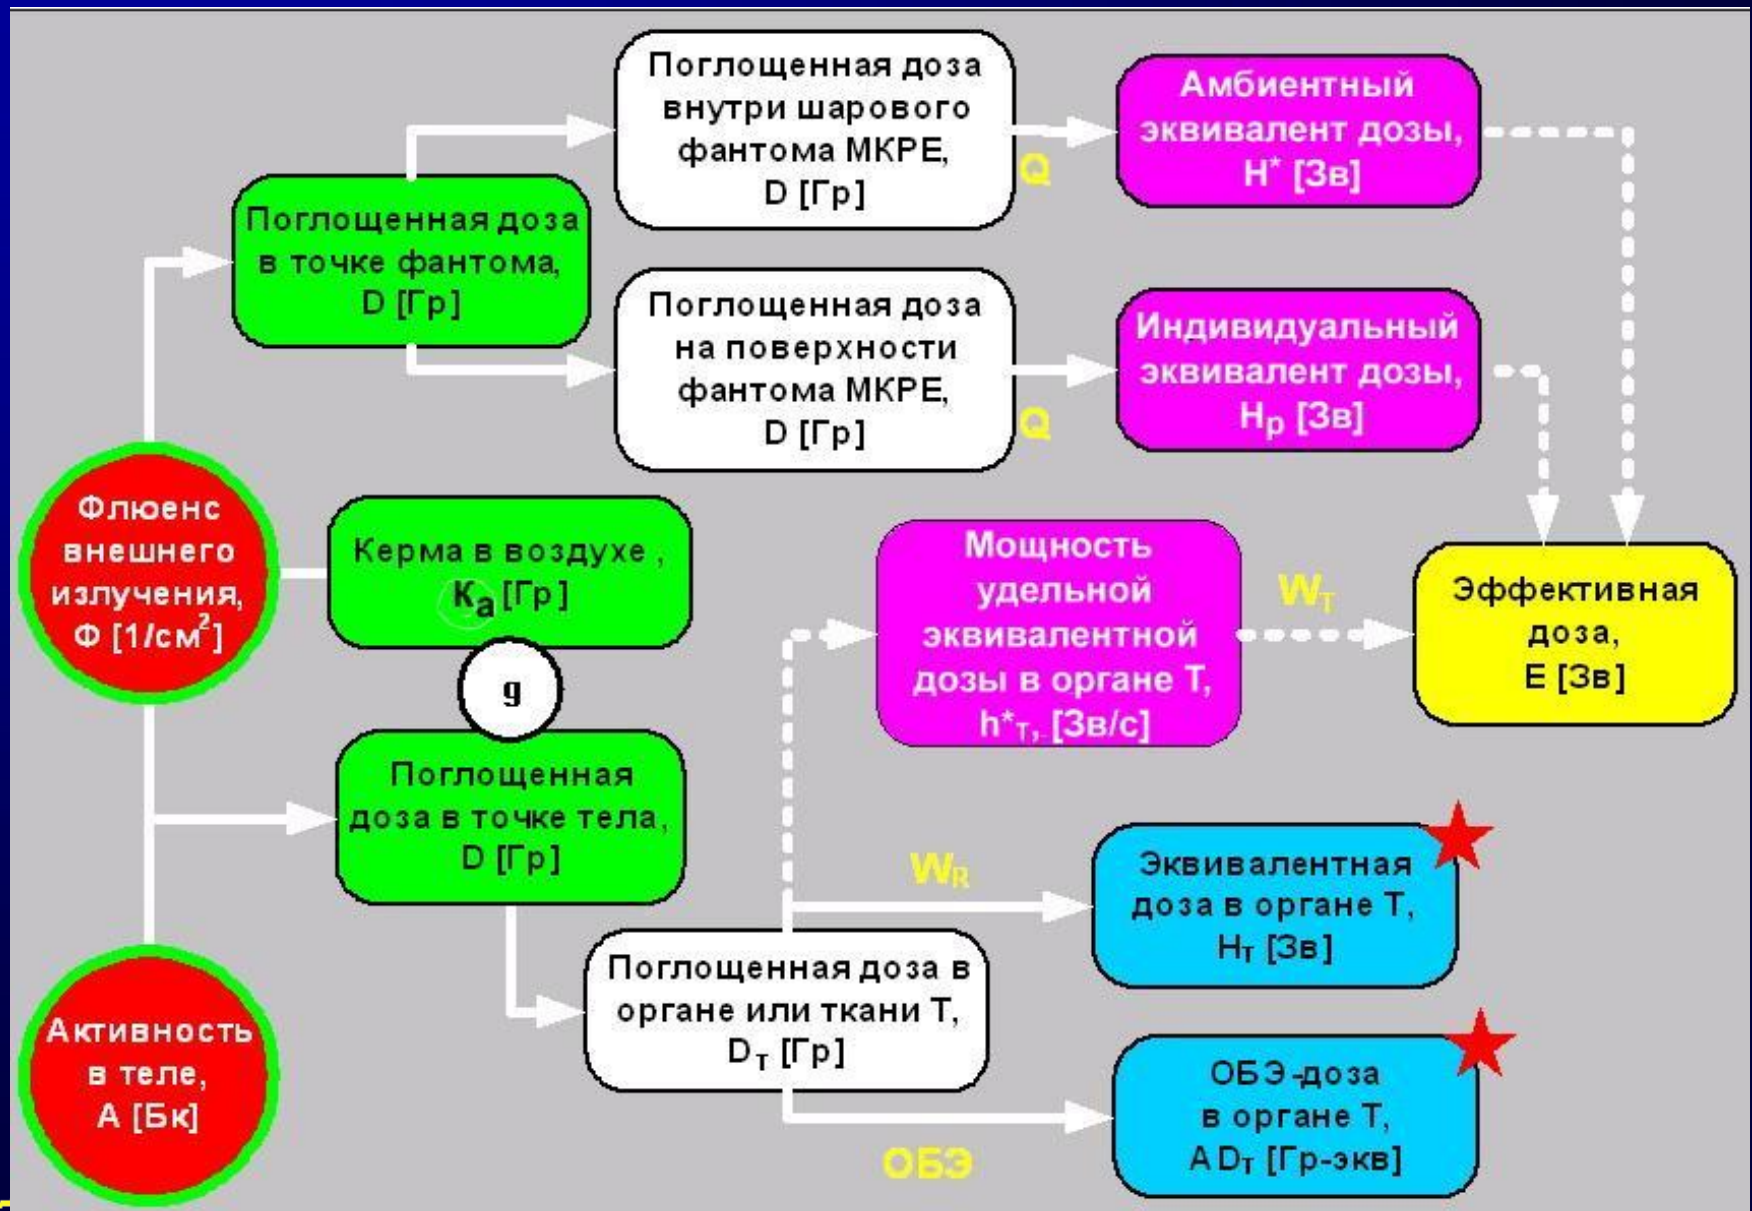 Поглощенная доза
внутри шарового
фантома МКРЕ,
D [Гр]
Q
Амбиентный
эквивалент дозы,
H* [Зв]
Поглощенная доза
в точке фантома,
D [Гр]
Поглощенная доза
на поверхности
фантома МКРЕ,
D [Гр]
Q
Индивидуальный
эквивалент дозы,
Hp [Зв]
Флюенс
внешнего
излучения,
Ф [1/см²]
Керма в воздухе ,
Ka [Гр]
g
Мощность
удельной
эквивалентной
дозы в органе Т,
h*T, [Зв/с]
WT
Эффективная
доза,
E [Зв]
Поглощенная
доза в точке тела,
D [Гр]
WR
Эквивалентная
доза в органе Т,
HT [Зв]
Поглощенная доза в
органе или ткани Т,
DT [Гр]
Активность
в теле,
А [Бк]
ОБЭ
ОБЭ-доза
в органе Т,
ADT [Гр-экв]